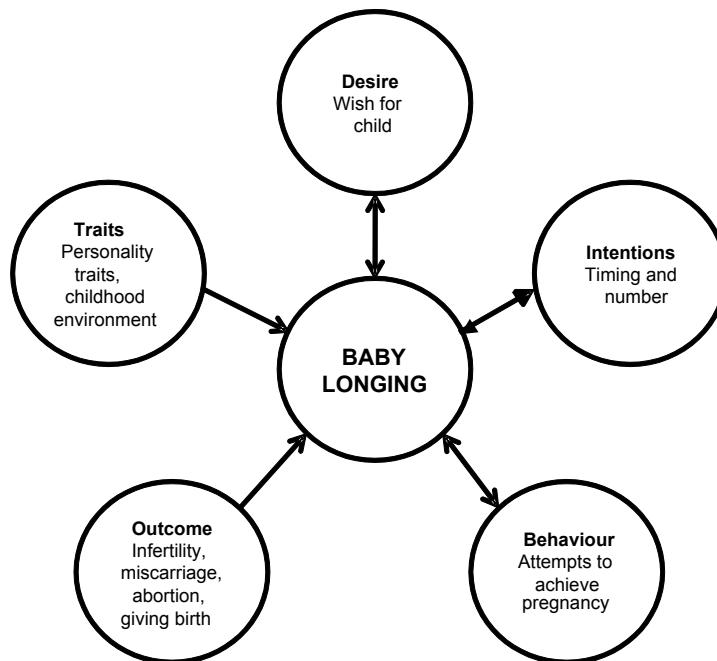 Desire
Wish for
child
Traits
Personality
traits,
childhood
environment
Intentions
Timing and
number
BABY
LONGING
Outcome
Infertility,
miscarriage,
abortion,
giving birth
Behaviour
Attempts to
achieve
pregnancy